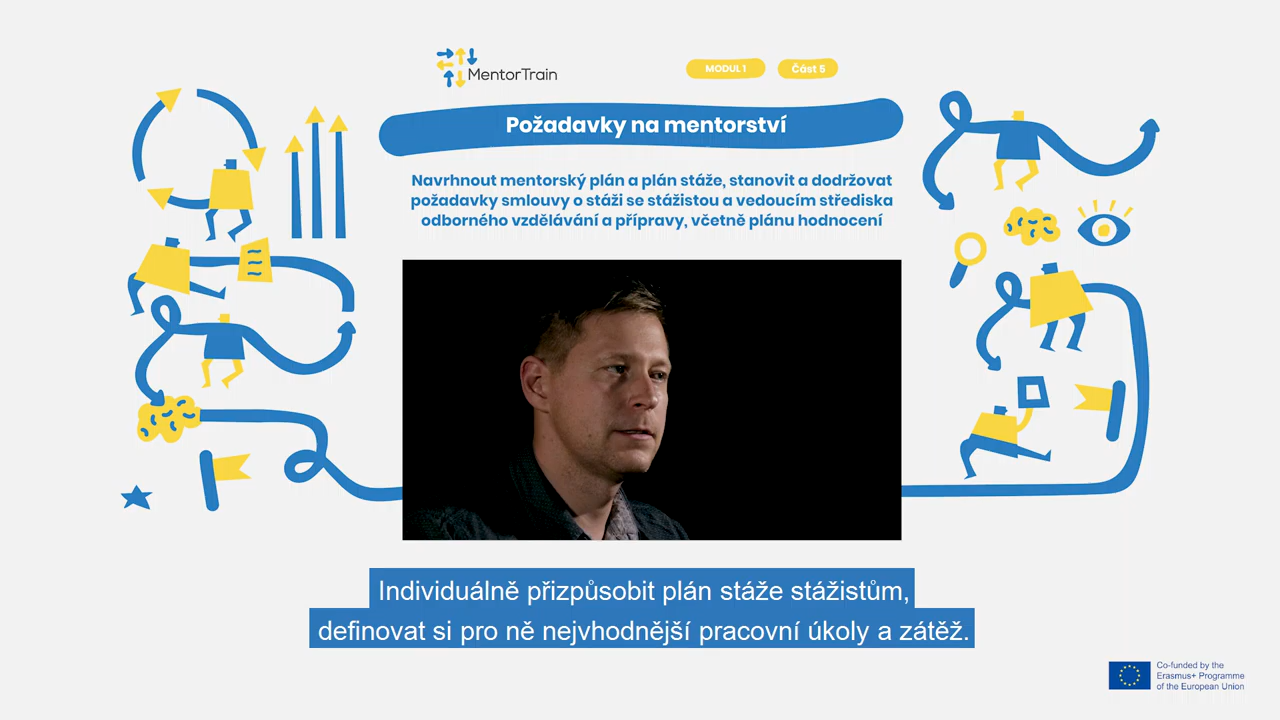 MentorTrain
MODUL 1
Část 5
Požadavky na mentorství
Navrhnout mentorský plán a plán stáže, stanovit a dodržovat
požadavky smlouvy o stáži se stážistou a vedoucím střediska
odborného vzdělávání a přípravy, včetně plánu hodnocení
Individuálně přizpůsobit plán stáže stážistům,
definovat si pro ně nejvhodnější pracovní úkoly a zátěž.
Co-funded by the
Erasmus+ Programme
of the European Union